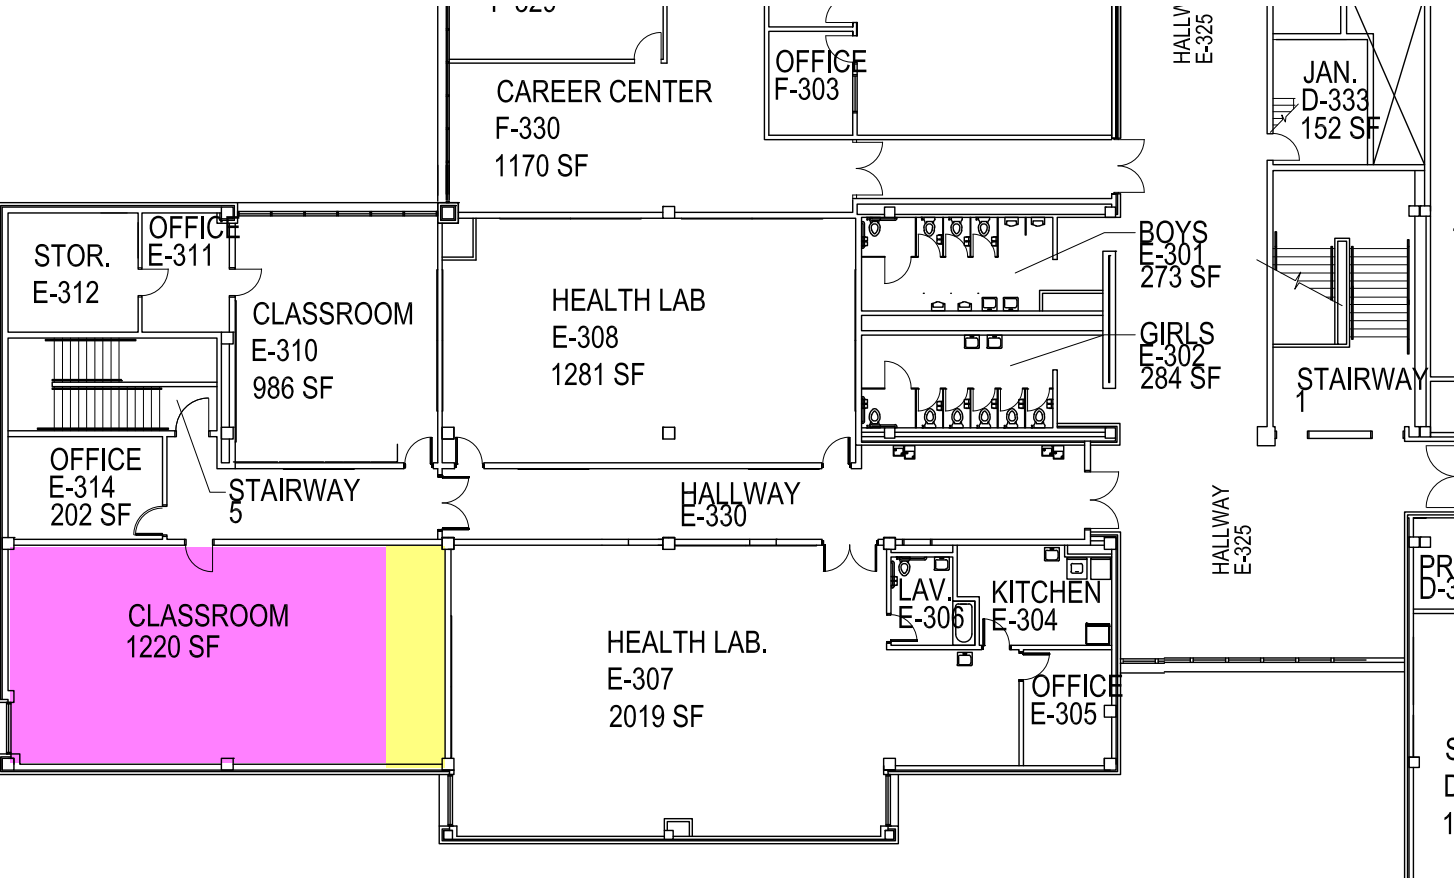 CAREER CENTER
F-330
1170 SF
OFFICE
F-303
HALLW
E-325
JAN.
D-333
152 SF
STOR.
E-312
OFFICE
E-311
CLASSROOM
E-310
986 SF
HEALTH LAB
E-308
1281 SF
BOYS
E-301
273 SF
GIRLS
E-302
284 SF
STAIRWAY
1
OFFICE
E-314
202 SF
STAIRWAY
5
HALLWAY
E-330
HALLWAY
E-325
CLASSROOM
1220 SF
HEALTH LAB.
E-307
2019 SF
LAV.
E-306
KITCHEN
E-304
OFFICE
E-305
PR
D-3